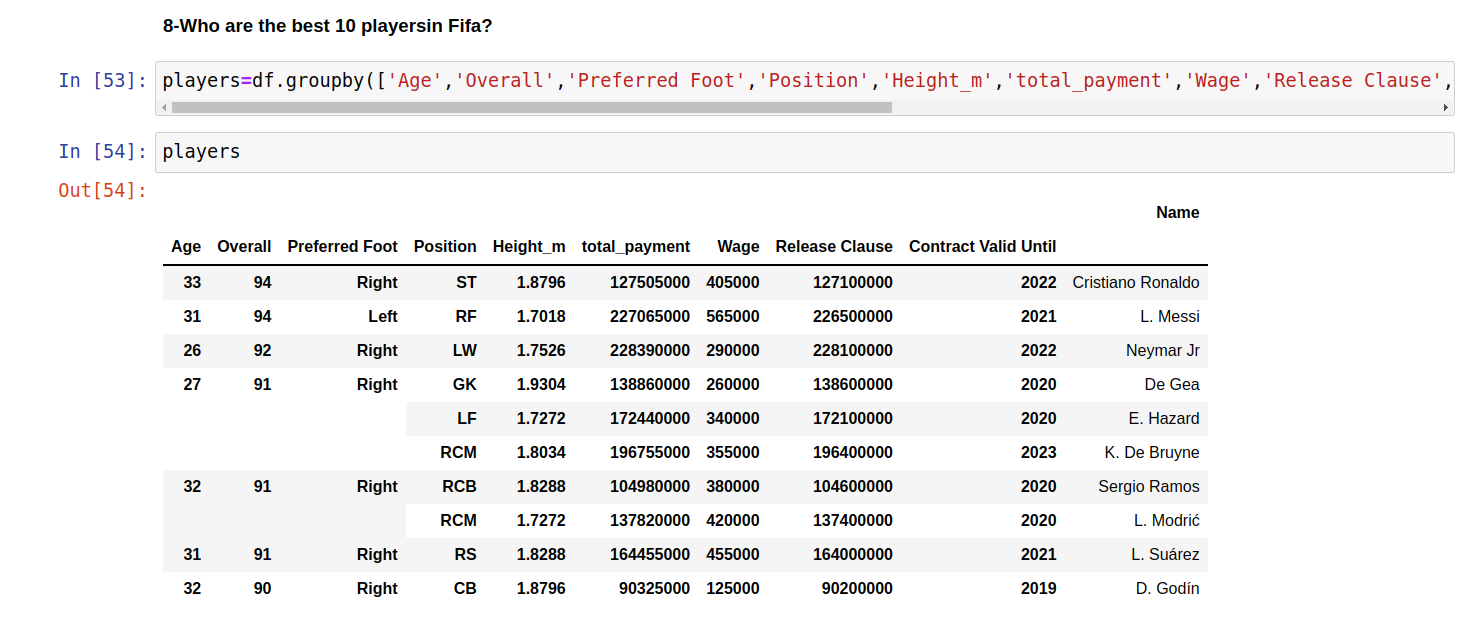 8-Who are the best 10 playersin Fifa?
In [53]: players=df.groupby(['Age','Overall','Preferred Foot','Position','Height_m','total_payment','Wage','Release Clause',
In [54]: players
Out[54]:
Name
Age Overall Preferred Foot Position Height_m total_payment Wage Release Clause Contract Valid Until
33 94 Right ST 1.8796 127505000 405000 127100000 2022 Cristiano Ronaldo
31 94 Left RF 1.7018 227065000 565000 226500000 2021 L. Messi
26 92 Right LW 1.7526 228390000 290000 228100000 2022 Neymar Jr
27 91 Right GK 1.9304 138860000 260000 138600000 2020 De Gea
LF 1.7272 172440000 340000 172100000 2020 E. Hazard
RCM 1.8034 196755000 355000 196400000 2023 K. De Bruyne
32 91 Right RCB 1.8288 104980000 380000 104600000 2020 Sergio Ramos
RCM 1.7272 137820000 420000 137400000 2020 L. Modrić
31 91 Right RS 1.8288 164455000 455000 164000000 2021 L. Suárez
32 90 Right CB 1.8796 90325000 125000 90200000 2019 D. Godín